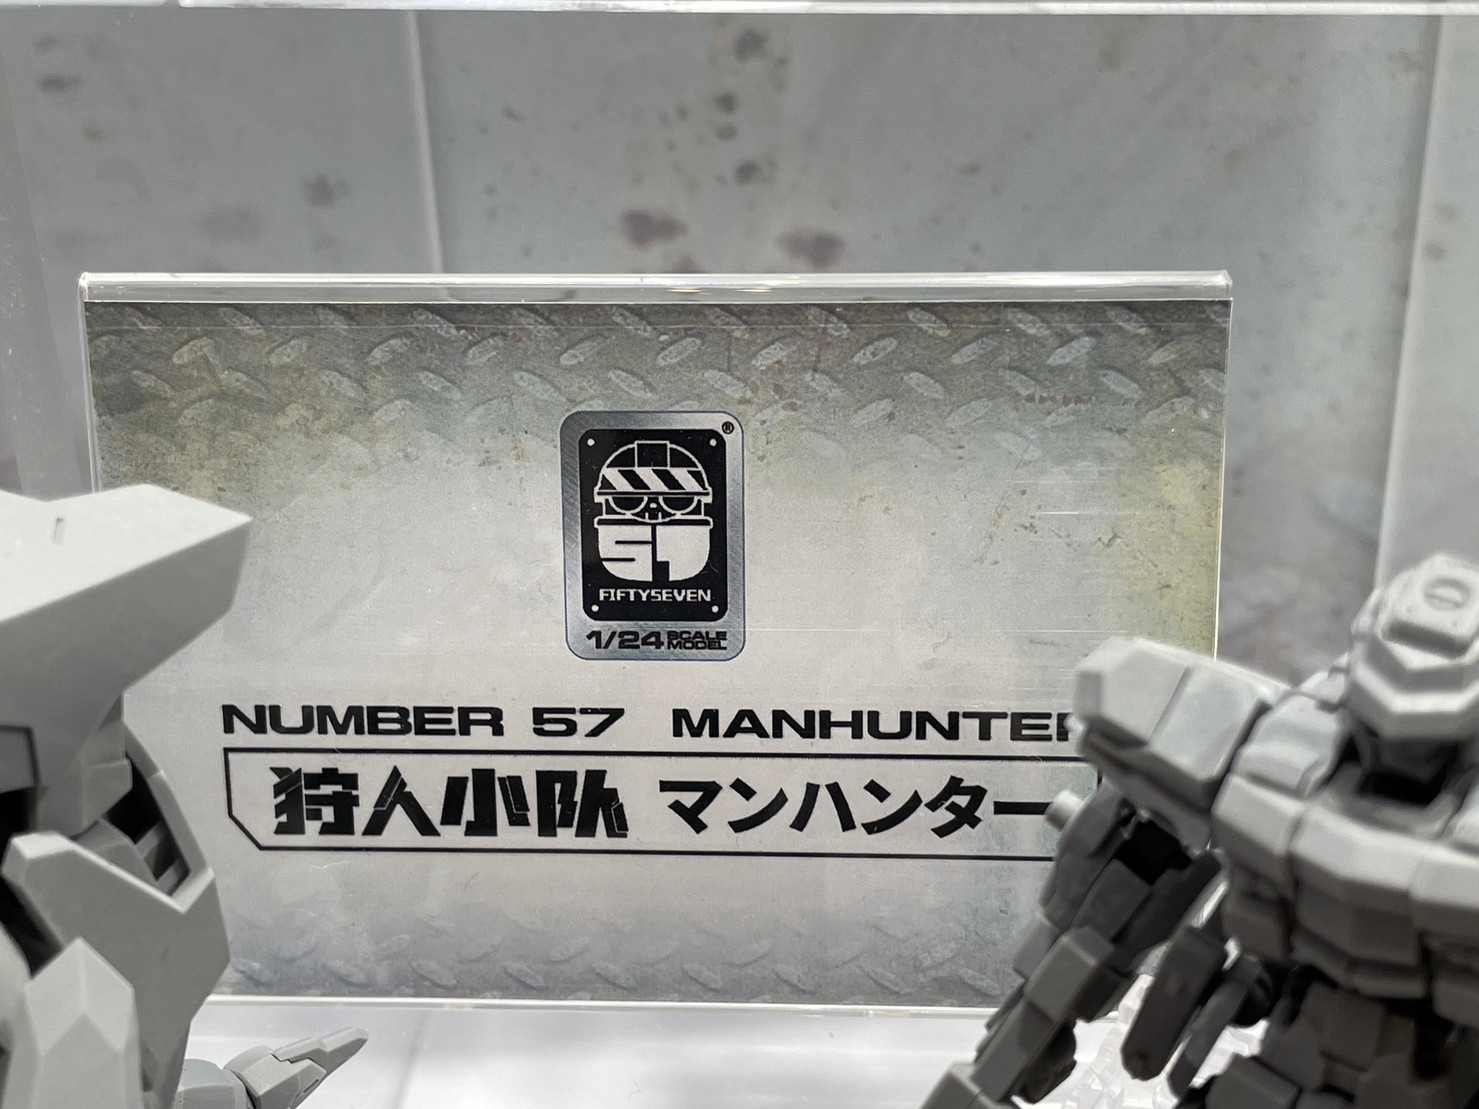 ®
57
FIFTYSEVEN
1/24 SCALE MODEL
NUMBER 57 MANHUNTER
狩人小队 マンハンター